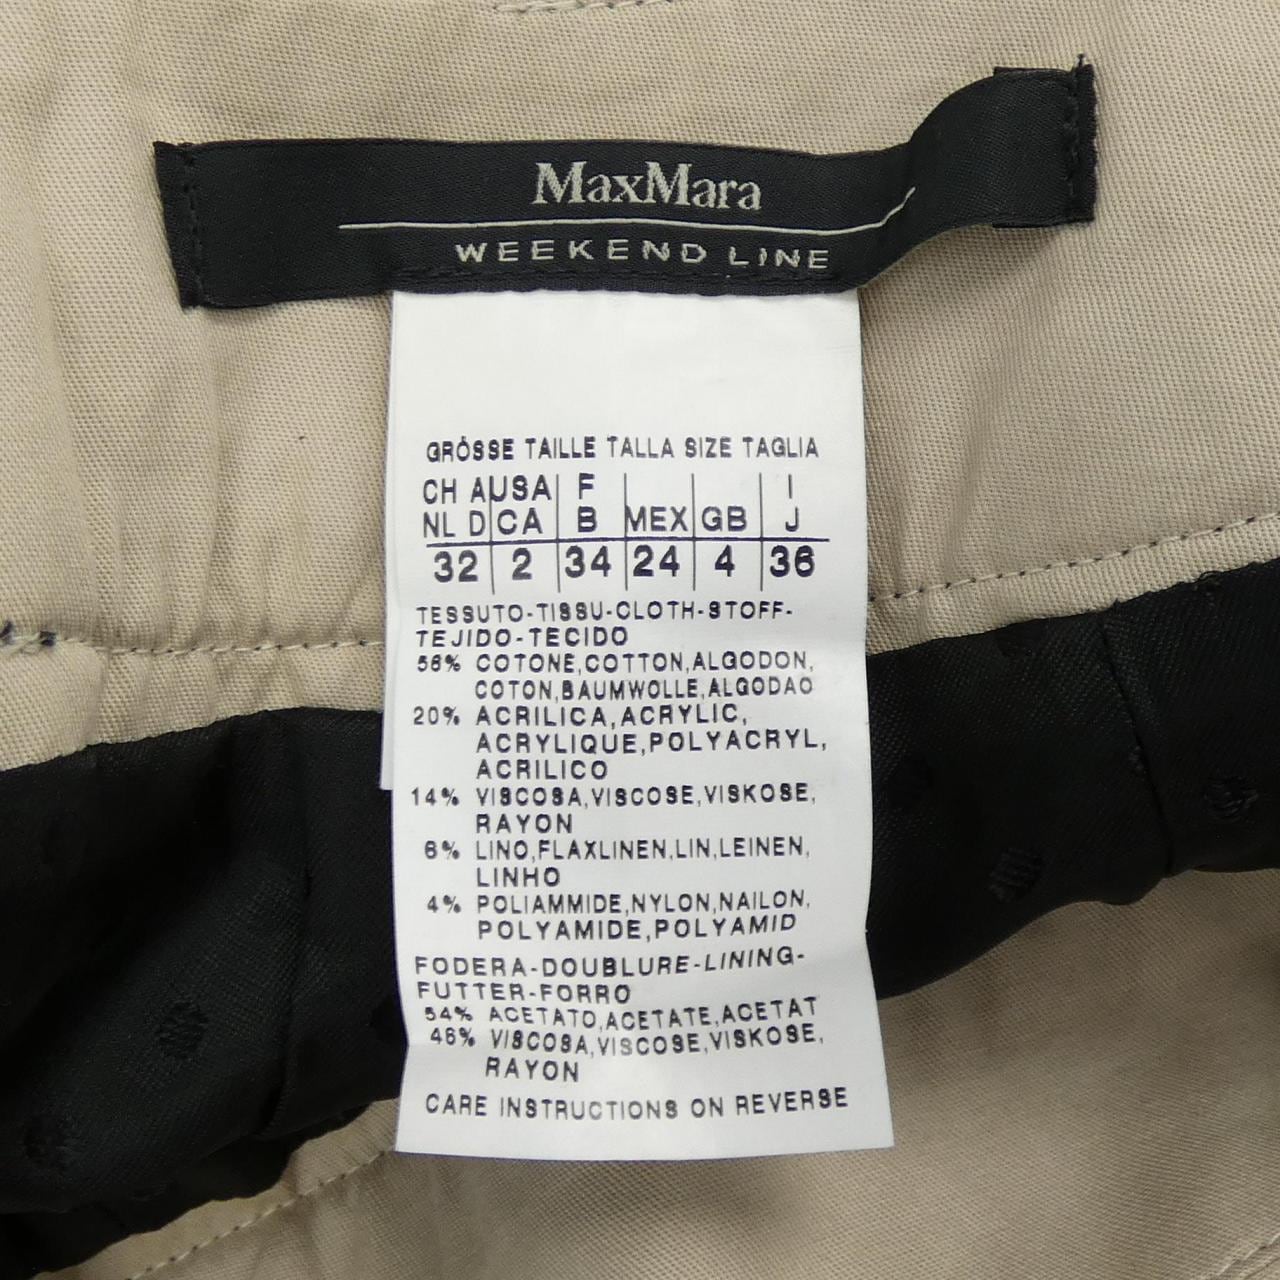 MaxMara
WEEKEND LINE
GRÖSSE TAILLE TALLA SIZE TAGLIA
CH A USA F I
NL D CA B MEX GB J
32 2 34 24 4 36
TESSUTO-TISSU-CLOTH-STOFF-
TEJIDO-TECIDO
56% COTONE,COTTON,ALGODON,
COTON,BAUMWOLLE,ALGODAO
20% ACRILICA,ACRYLIC,
ACRYLIQUE,POLYACRYL,
ACRILICO
14% VISCOSA,VISCOSE,VISKOSE,
RAYON
6% LINO,FLAXLINEN,LIN,LEINEN,
LINHO
4% POLIAMMIDE,NYLON,NAILON,
POLYAMIDE,POLYAMID
FODERA-DOUBLURE-LINING-
FUTTER-FORRO
54% ACETATO,ACETATE,ACETAT
46% VISCOSA,VISCOSE,VISKOSE,
RAYON
CARE INSTRUCTIONS ON REVERSE